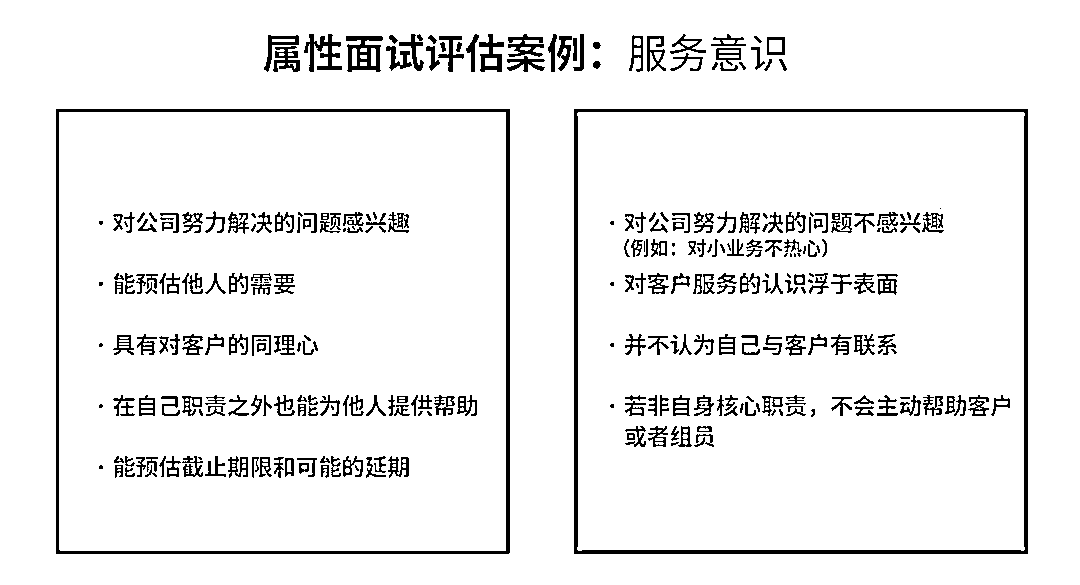 属性面试评估案例：服务意识
· 对公司努力解决的问题感兴趣
· 能预估他人的需要
· 具有对客户的同理心
· 在自己职责之外也能为他人提供帮助
· 能预估截止期限和可能的延期
· 对公司努力解决的问题不感兴趣
（例如：对小业务不热心）
· 对客户服务的认识浮于表面
· 并不认为自己与客户有联系
· 若非自身核心职责，不会主动帮助客户
或者组员